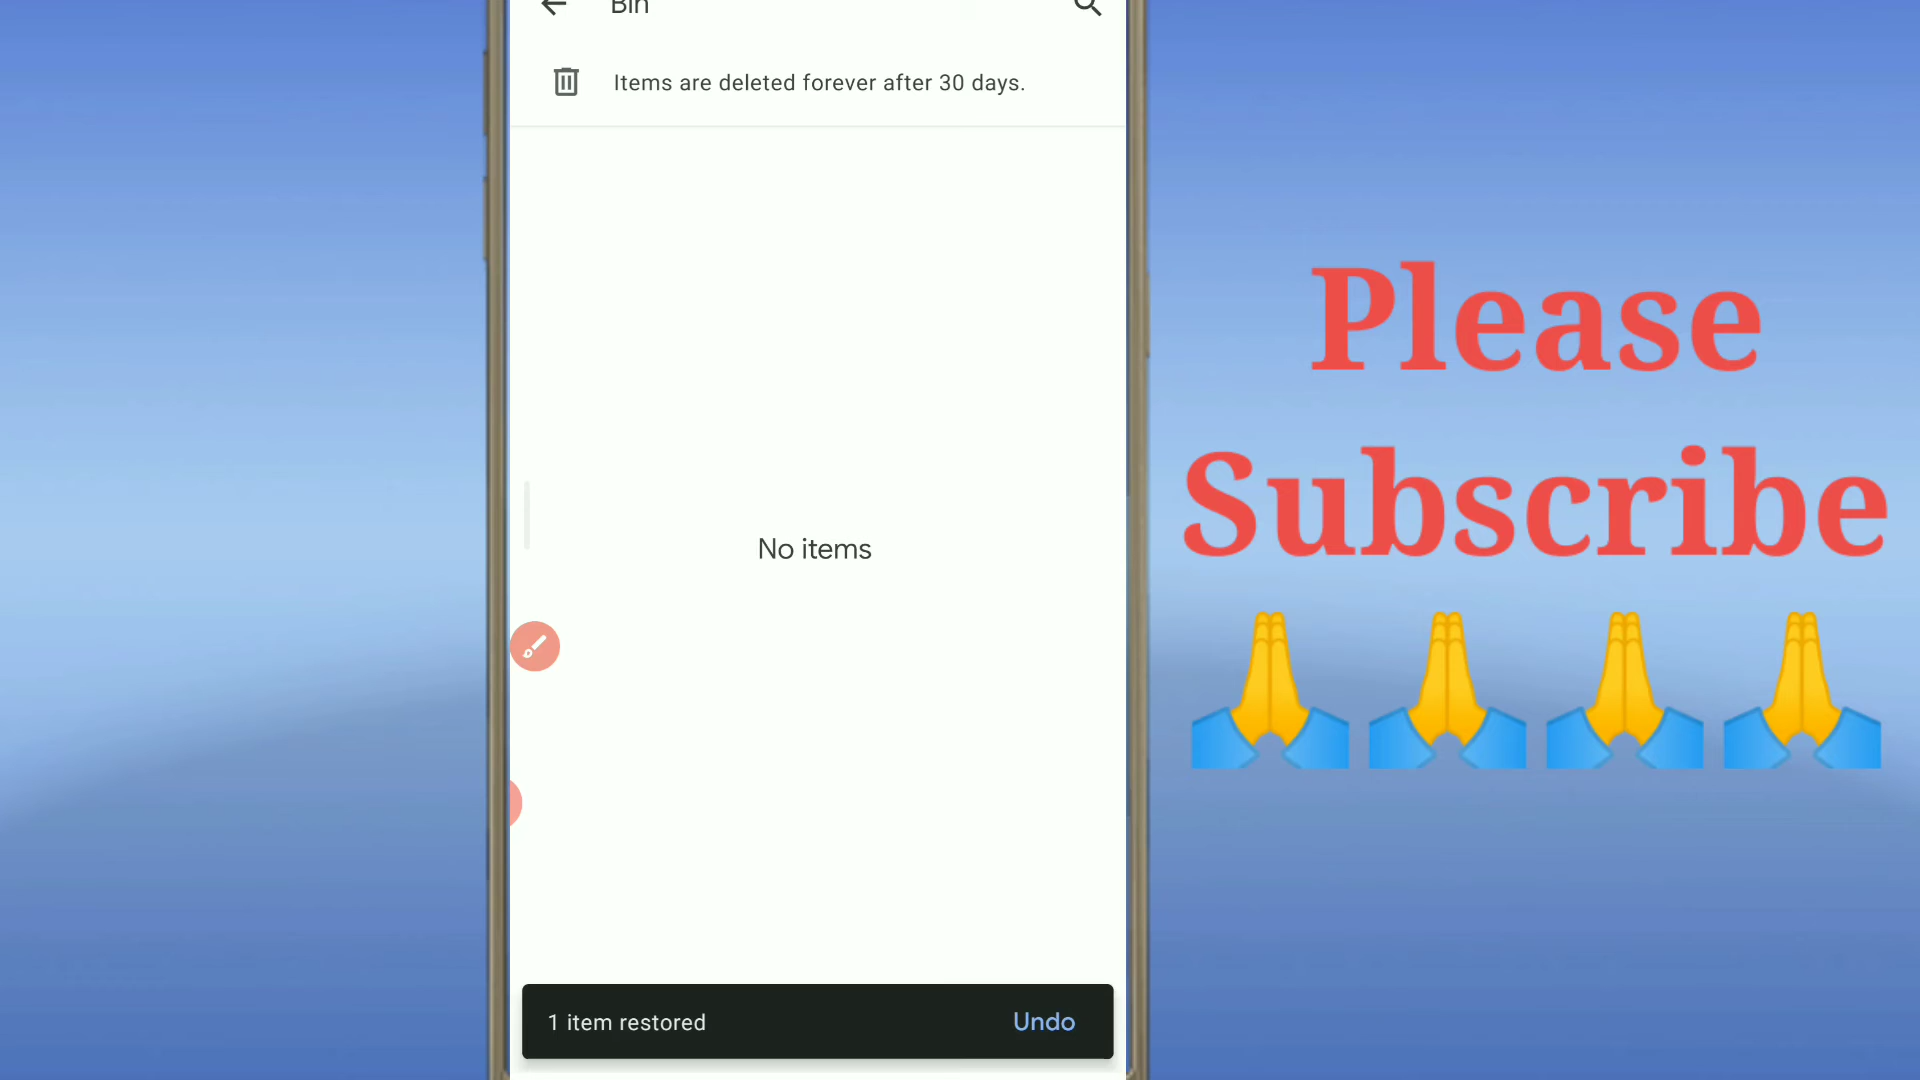 Bin
Items are deleted forever after 30 days.
No items
1 item restored
Undo
Please
Subscribe
🙏🙏🙏🙏